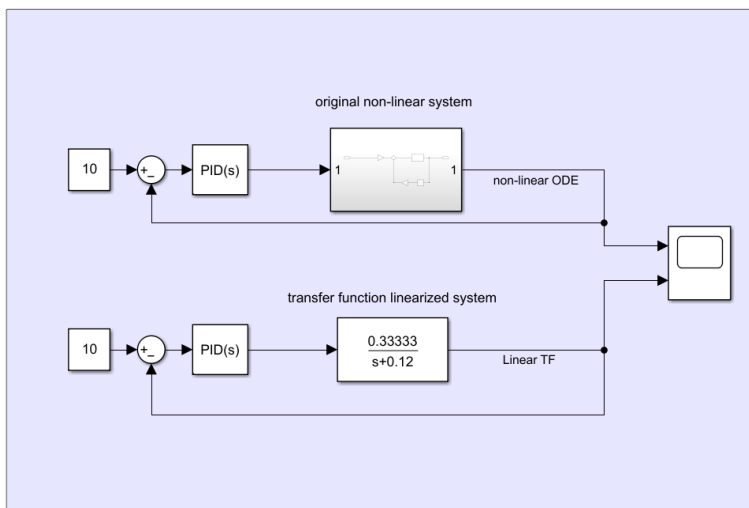 original non-linear system
10
+
−
PID(s)
1
1
non-linear ODE
transfer function linearized system
10
+
−
PID(s)
0.33333
s+0.12
Linear TF